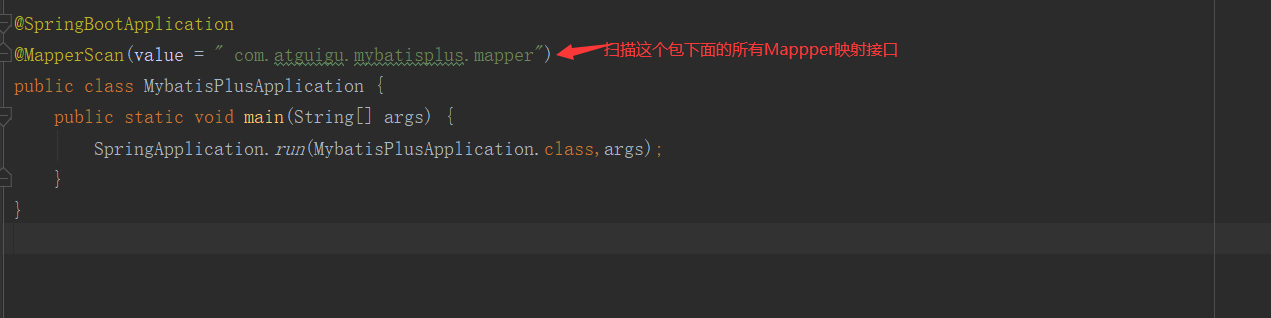 @SpringBootApplication
@MapperScan(value = " com.atguigu.mybatisplus.mapper") 扫描这个包下面的所有Mappper映射接口
public class MybatisPlusApplication {
    public static void main(String[] args) {
        SpringApplication.run(MybatisPlusApplication.class,args);
    }
}